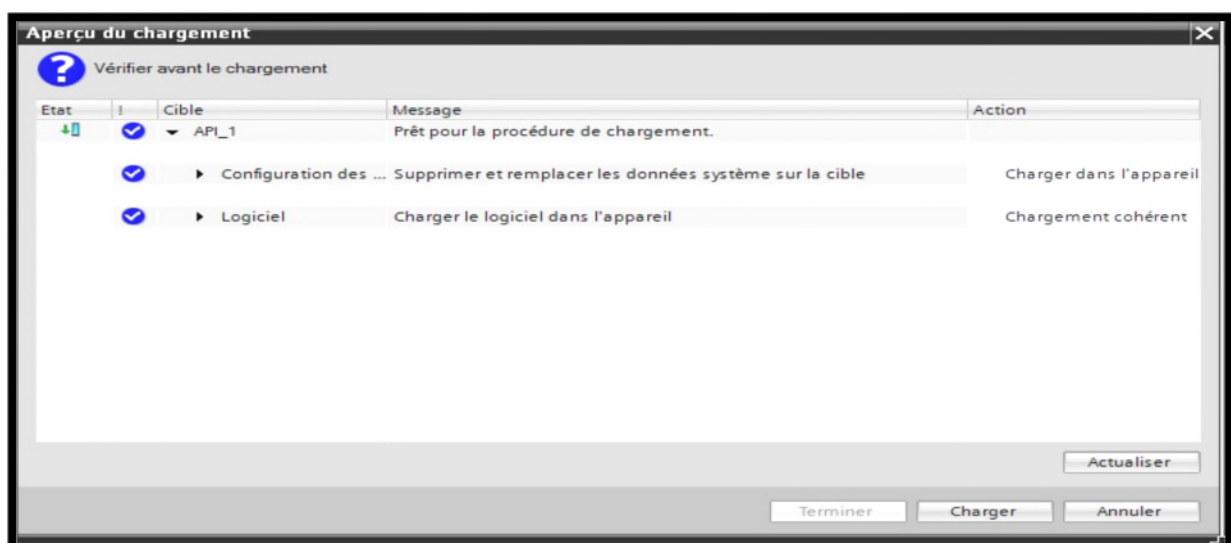 Aperçu du chargement
Vérifier avant le chargement
Etat ! Cible Message Action
API_1 Prêt pour la procédure de chargement.
Configuration des ... Supprimer et remplacer les données système sur la cible Charger dans l'appareil
Logiciel Charger le logiciel dans l'appareil Chargement cohérent
Actualiser
Terminer Charger Annuler